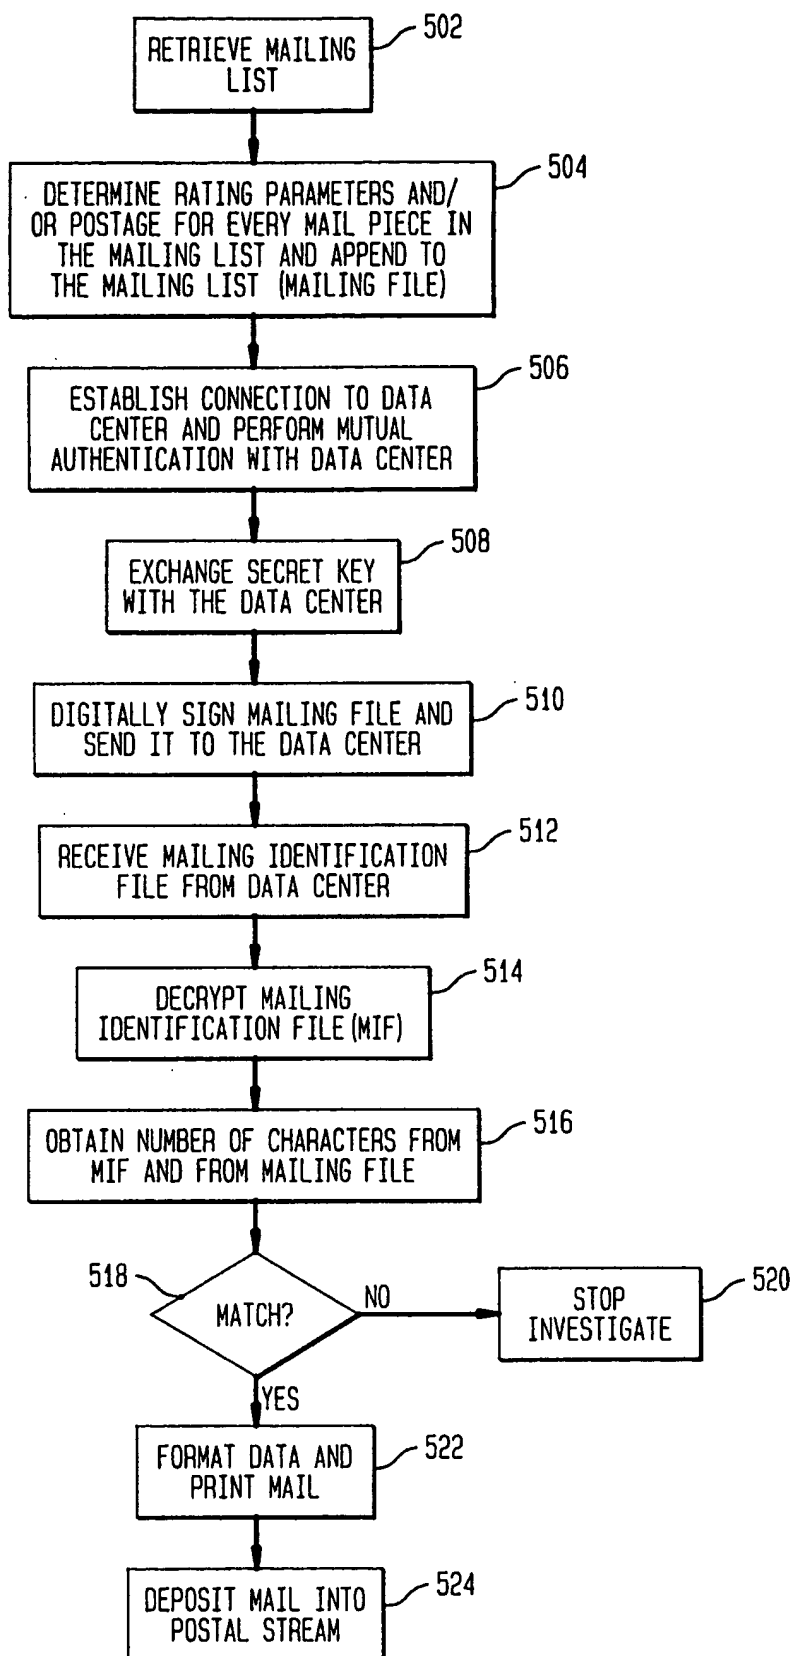 502
RETRIEVE MAILING
LIST
504
DETERMINE RATING PARAMETERS AND/
OR POSTAGE FOR EVERY MAIL PIECE IN
THE MAILING LIST AND APPEND TO
THE MAILING LIST (MAILING FILE)
506
ESTABLISH CONNECTION TO DATA
CENTER AND PERFORM MUTUAL
AUTHENTICATION WITH DATA CENTER
508
EXCHANGE SECRET KEY
WITH THE DATA CENTER
510
DIGITALLY SIGN MAILING FILE AND
SEND IT TO THE DATA CENTER
512
RECEIVE MAILING IDENTIFICATION
FILE FROM DATA CENTER
514
DECRYPT MAILING
IDENTIFICATION FILE (MIF)
516
OBTAIN NUMBER OF CHARACTERS FROM
MIF AND FROM MAILING FILE
518
MATCH?
NO
520
STOP
INVESTIGATE
YES
522
FORMAT DATA AND
PRINT MAIL
524
DEPOSIT MAIL INTO
POSTAL STREAM